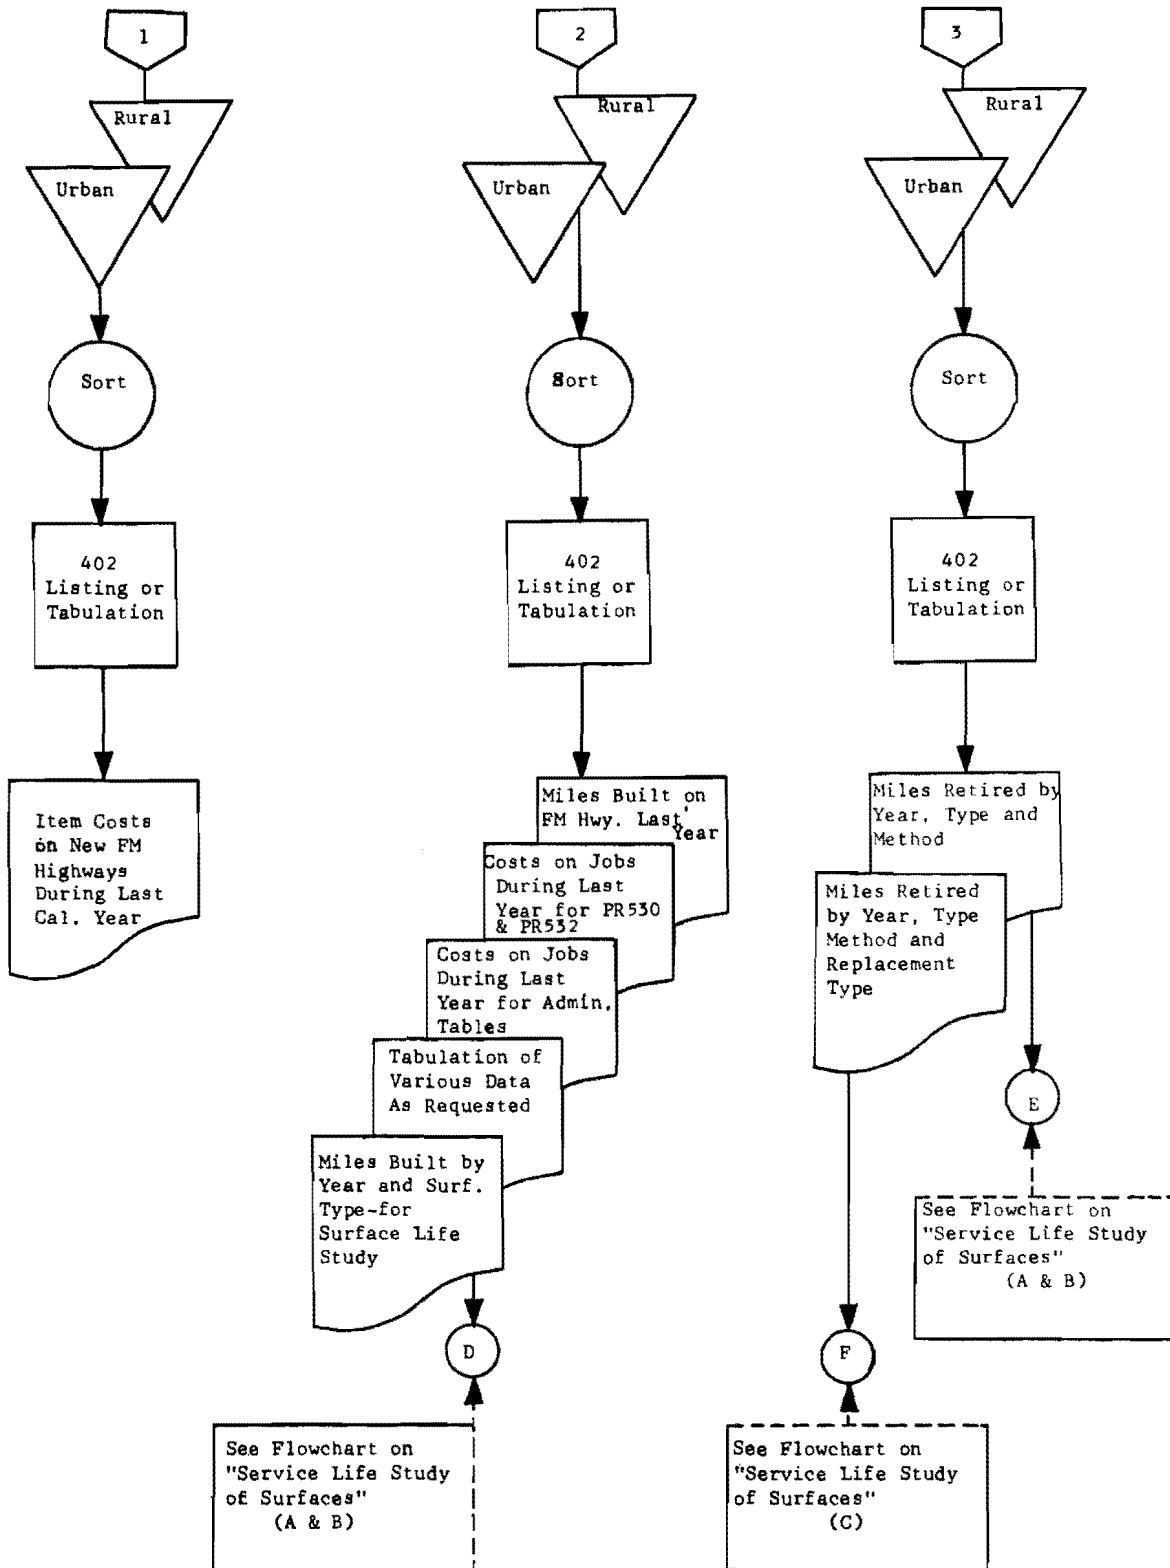 1
Rural
Urban
Sort
402
Listing or
Tabulation
Item Costs
on New FM
Highways
During Last
Cal. Year
2
Rural
Urban
Sort
402
Listing or
Tabulation
Miles Built on
FM Hwy. Last'
Year
Costs on Jobs
During Last
Year for PR530
& PR532
Costs on Jobs
During Last
Year for Admin.
Tables
Tabulation of
Various Data
As Requested
Miles Built by
Year and Surf.
Type-for
Surface Life
Study
D
See Flowchart on
"Service Life Study
of Surfaces"
(A & B)
3
Rural
Urban
Sort
402
Listing or
Tabulation
Miles Retired by
Year, Type and
Method
Miles Retired
by Year, Type
Method and
Replacement
Type
E
See Flowchart on
"Service Life Study
of Surfaces"
(A & B)
F
See Flowchart on
"Service Life Study
of Surfaces"
(C)